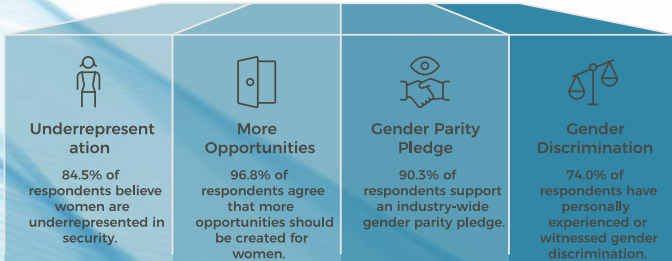 Underrepresent
ation
84.5% of
respondents believe
women are
underrepresented in
security.
More
Opportunities
96.8% of
respondents agree
that more
opportunities should
be created for
women.
Gender Parity
Pledge
90.3% of
respondents support
an industry-wide
gender parity pledge.
Gender
Discrimination
74.0% of
respondents have
personally
experienced or
witnessed gender
discrimination.